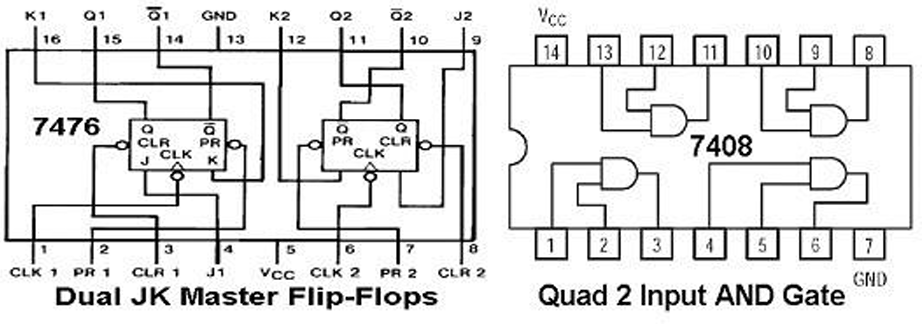 K1 Q1 Q̅1 GND K2 Q2 Q̅2 J2
16 15 14 13 12 11 10 9
7476
Q Q̅ Q Q
CLR PR PR CLR
CLK CLK
J K
1 2 3 4 5 6 7 8
CLK 1 PR 1 CLR 1 J1 VCC CLK 2 PR 2 CLR 2
Dual JK Master Flip-Flops
VCC
14 13 12 11 10 9 8
7408
1 2 3 4 5 6 7
GND
Quad 2 Input AND Gate